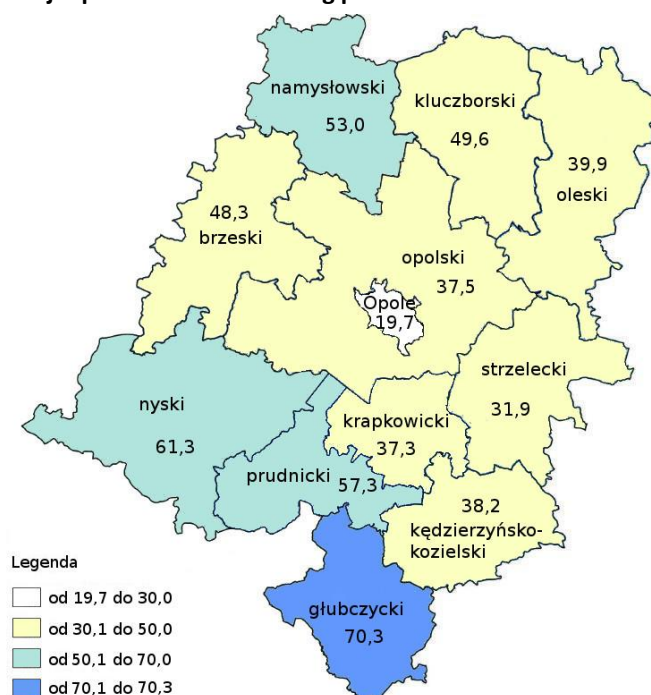 namysłowski
53,0
kluczborski
49,6
39,9
oleski
48,3
brzeski
opolski
37,5
Opole
19,7
strzelecki
31,9
nyski
61,3
krapkowicki
37,3
prudnicki
57,3
38,2
kędzierzyńsko-
kozielski
głubczycki
70,3
Legenda
od 19,7 do 30,0
od 30,1 do 50,0
od 50,1 do 70,0
od 70,1 do 70,3